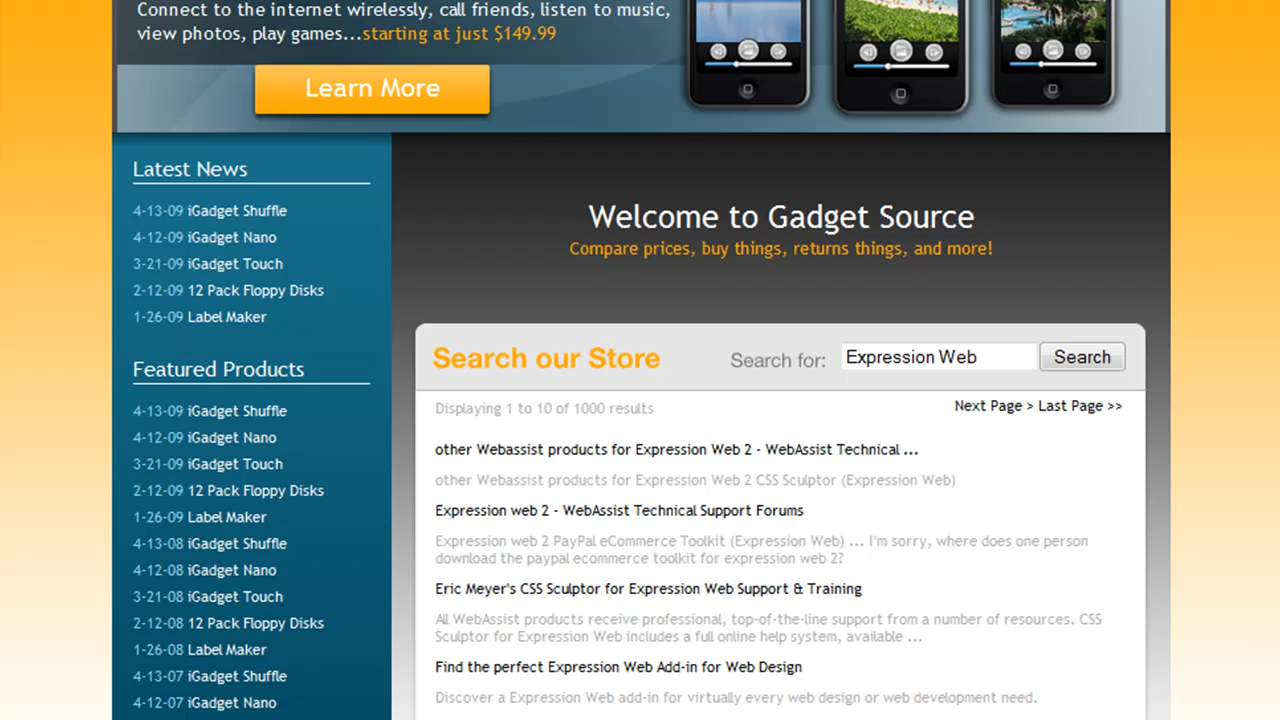 Connect to the internet wirelessly, call friends, listen to music,
view photos, play games...starting at just $149.99
Learn More
Latest News
4-13-09 iGadget Shuffle
4-12-09 iGadget Nano
3-21-09 iGadget Touch
2-12-09 12 Pack Floppy Disks
1-26-09 Label Maker
Featured Products
4-13-09 iGadget Shuffle
4-12-09 iGadget Nano
3-21-09 iGadget Touch
2-12-09 12 Pack Floppy Disks
1-26-09 Label Maker
4-13-08 iGadget Shuffle
4-12-08 iGadget Nano
3-21-08 iGadget Touch
2-12-08 12 Pack Floppy Disks
1-26-08 Label Maker
4-13-07 iGadget Shuffle
4-12-07 iGadget Nano
Welcome to Gadget Source
Compare prices, buy things, returns things, and more!
Search our Store
Search for:
Expression Web
Search
Displaying 1 to 10 of 1000 results
Next Page > Last Page >>
other Webassist products for Expression Web 2 - WebAssist Technical ...
other Webassist products for Expression Web 2 CSS Sculptor (Expression Web)
Expression web 2 - WebAssist Technical Support Forums
Expression web 2 PayPal eCommerce Toolkit (Expression Web) ... I'm sorry, where does one person
download the paypal ecommerce toolkit for expression web 2?
Eric Meyer's CSS Sculptor for Expression Web Support & Training
All WebAssist products receive professional, top-of-the-line support from a number of resources. CSS
Sculptor for Expression Web includes a full online help system, available ...
Find the perfect Expression Web Add-in for Web Design
Discover a Expression Web add-in for virtually every web design or web development need.